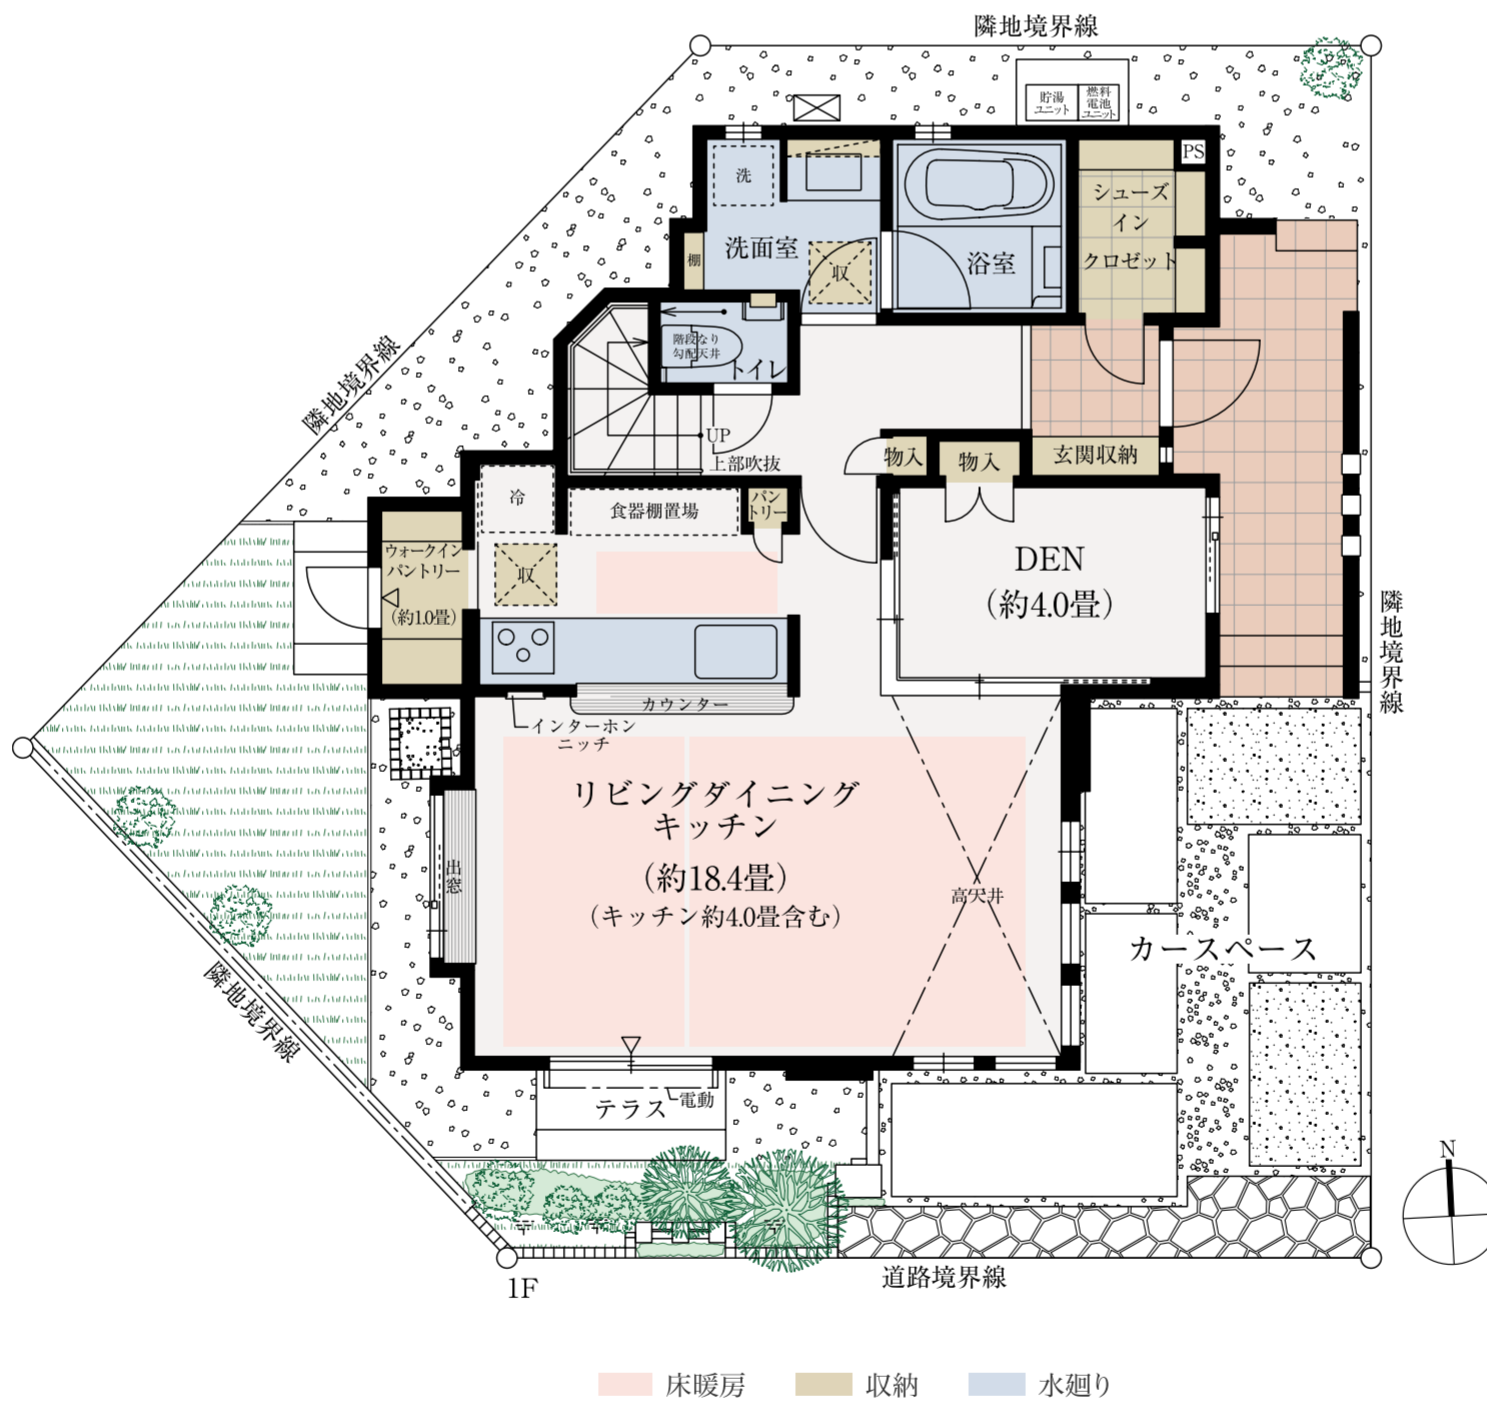 隣地境界線
貯湯
ユニット
燃料
電池
ユニット
PS
洗
シューズ
イン
クロゼット
洗面室
棚
収
浴室
階段なり
勾配天井
トイレ
隣地境界線
UP
上部吹抜
物入
物入
玄関収納
冷
食器棚置場
パン
トリー
ウォークイン
パントリー
(約1.0畳)
収
DEN
(約4.0畳)
隣地境界線
カウンター
インターホン
ニッチ
リビングダイニング
キッチン
(約18.4畳)
(キッチン約4.0畳含む)
出窓
高天井
カースペース
隣地境界線
テラス
電動
N
道路境界線
1F
床暖房
収納
水廻り